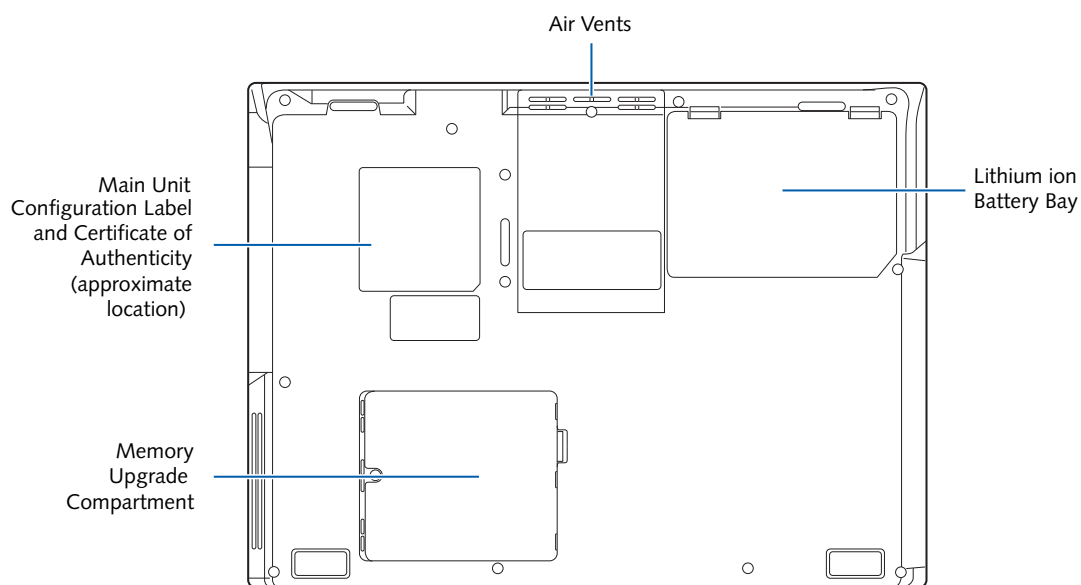 Air Vents
Main Unit
Configuration Label
and Certificate of
Authenticity
(approximate
location)
Lithium ion
Battery Bay
Memory
Upgrade
Compartment